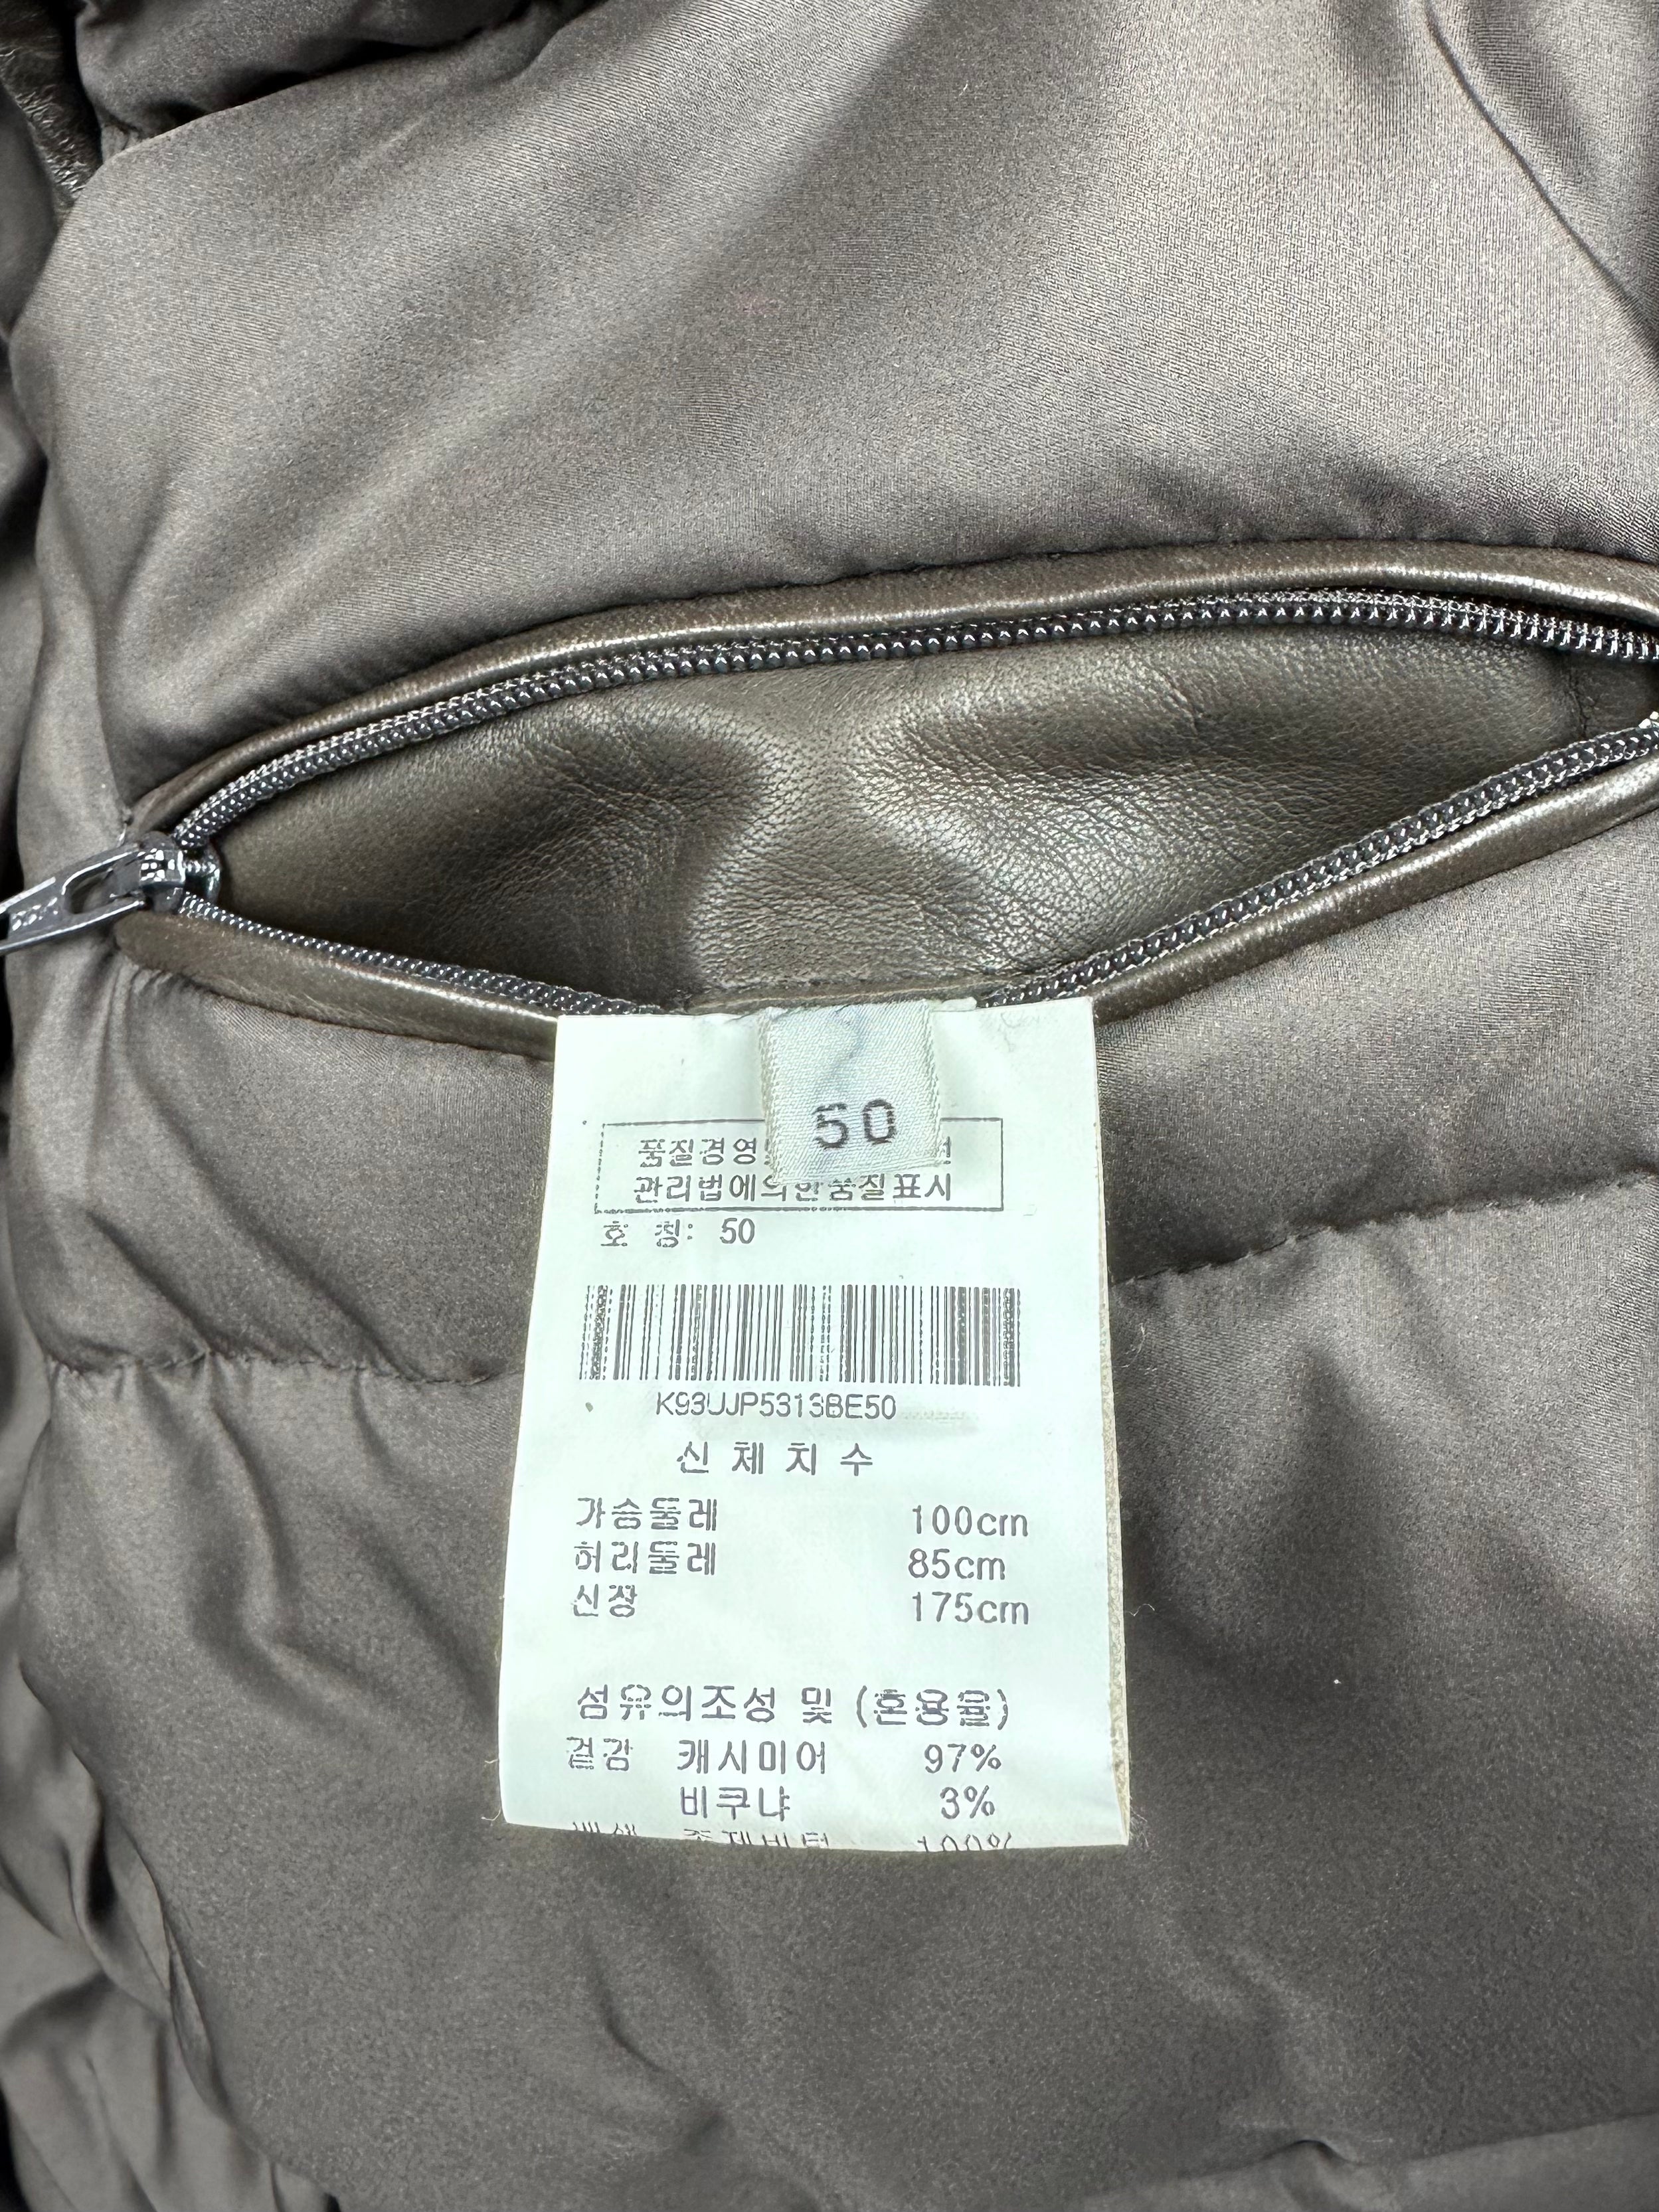 50
품질경영
관리법에의한품질표시
호 칭: 50
K93UJP5313BE50
신 체 치 수
가슴둘레 100cm
허리둘레 85cm
신장 175cm
섬유의조성 및 (혼용율)
겉감 캐시미어 97%
비쿠냐 3%
100%